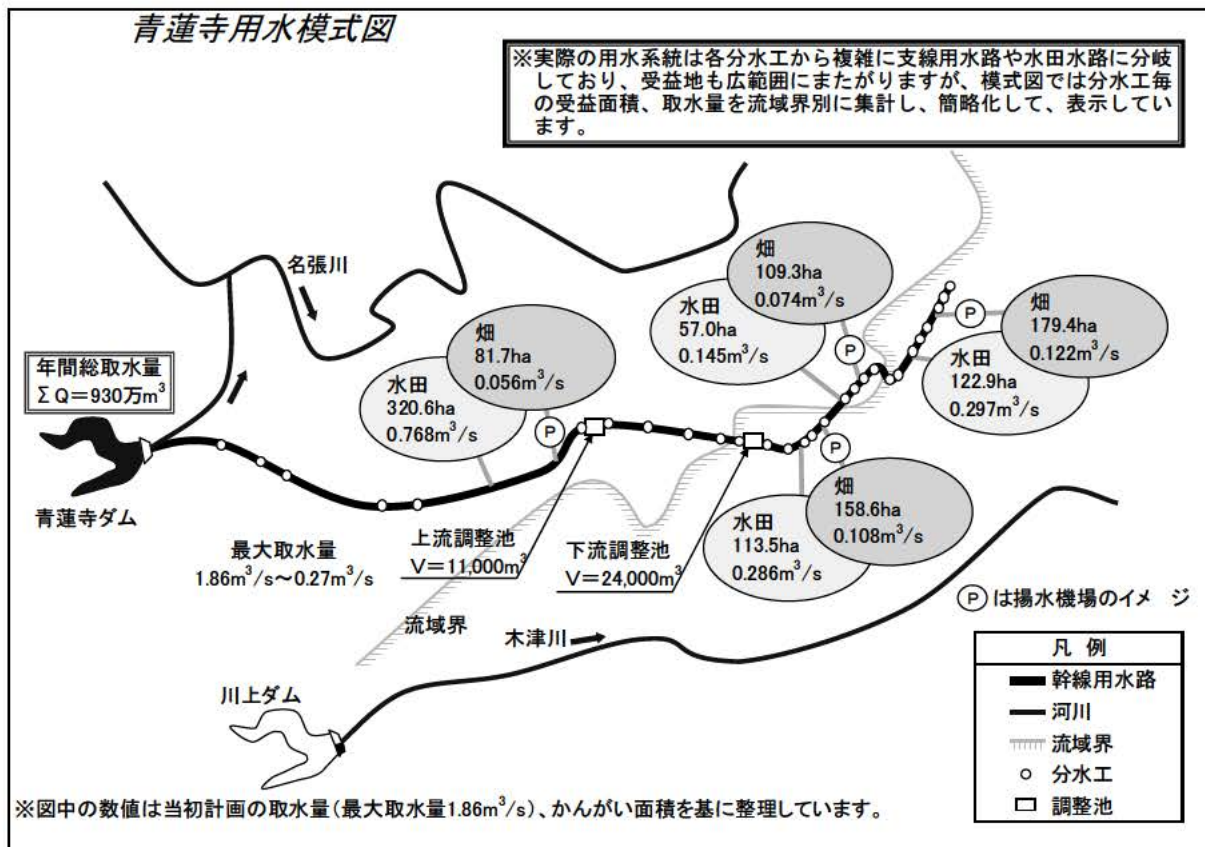 青蓮寺用水模式図
※実際の用水系統は各分水工から複雑に支線用水路や水田水路に分岐
しており、受益地も広範囲にまたがりますが、模式図では分水工毎
の受益面積、取水量を流域界別に集計し、簡略化して、表示してい
ます。
名張川
年間総取水量
ΣQ＝930万m³
青蓮寺ダム
水田
320.6ha
0.768m³/s
畑
81.7ha
0.056m³/s
P
水田
57.0ha
0.145m³/s
畑
109.3ha
0.074m³/s
P
P
畑
179.4ha
0.122m³/s
水田
122.9ha
0.297m³/s
P
畑
158.6ha
0.108m³/s
水田
113.5ha
0.286m³/s
最大取水量
1.86m³/s～0.27m³/s
上流調整池
V＝11,000m³
下流調整池
V＝24,000m³
流域界
木津川
川上ダム
Pは揚水機場のイメージ
凡 例
幹線用水路
河川
流域界
分水工
調整池
※図中の数値は当初計画の取水量（最大取水量1.86m³/s）、かんがい面積を基に整理しています。